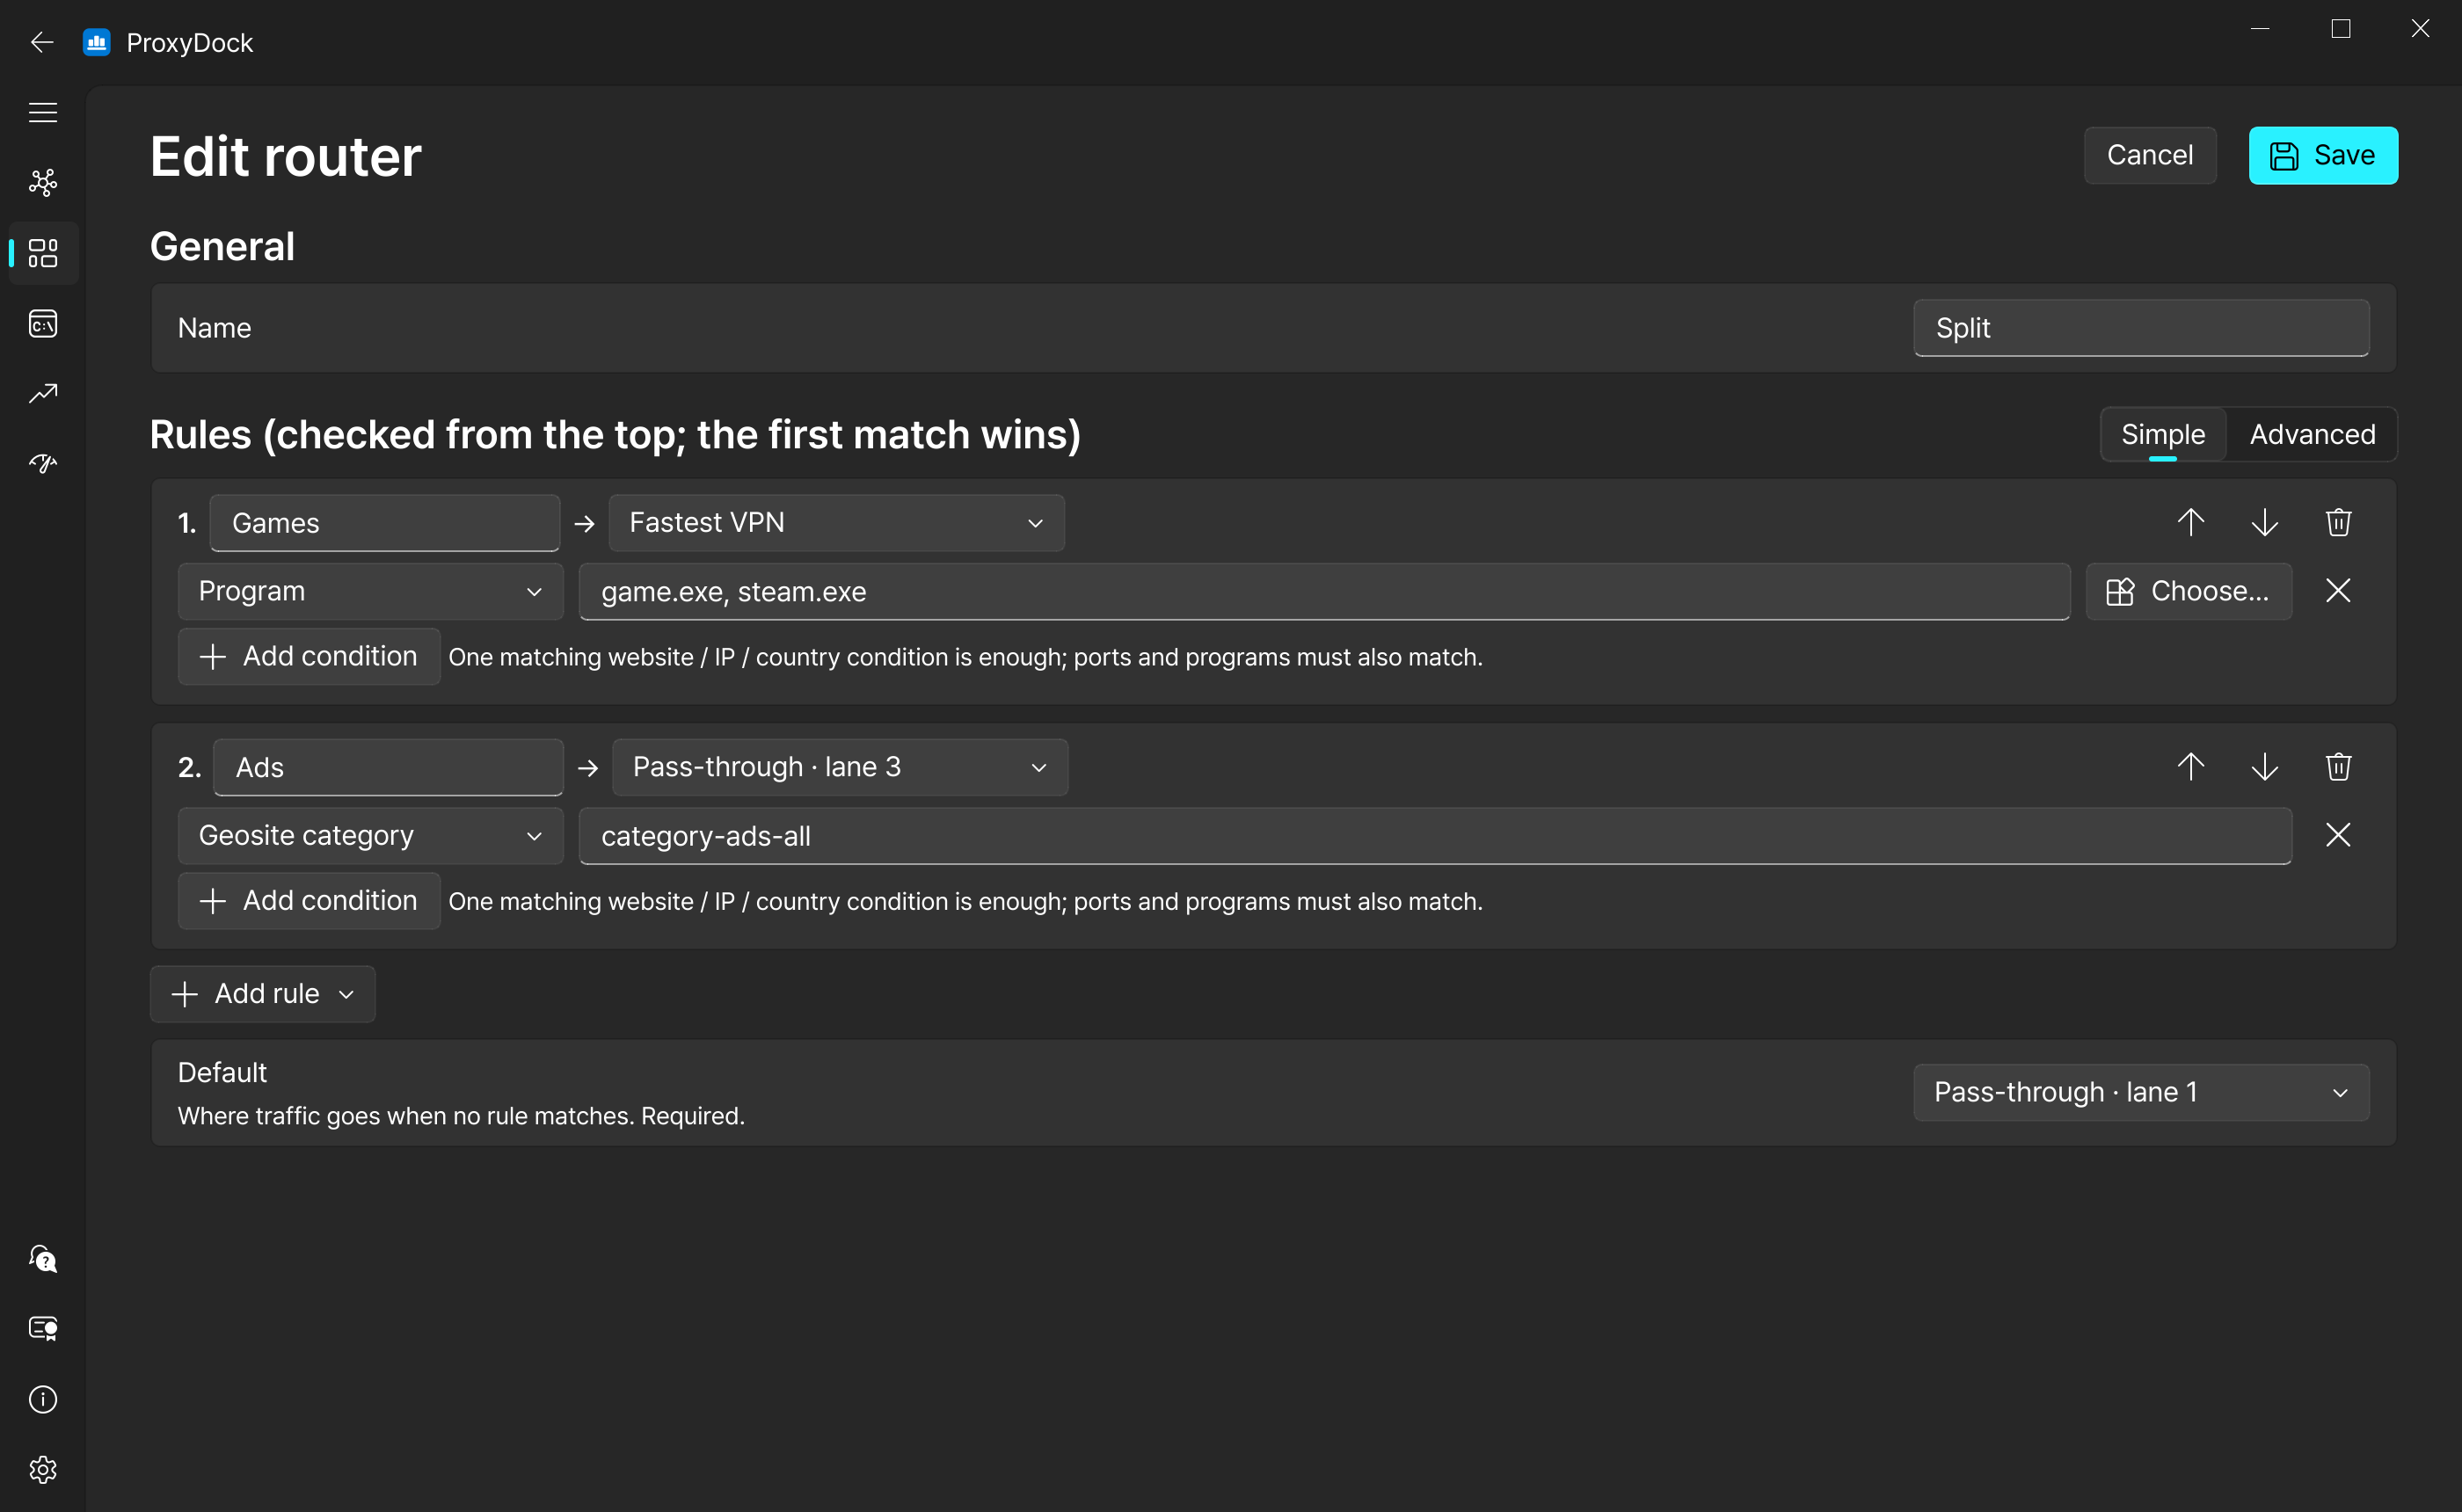 ProxyDock
Edit router
Cancel
Save
General
Name
Split
Rules (checked from the top; the first match wins)
Simple
Advanced
1.
Games
→
Fastest VPN
Program
game.exe, steam.exe
Choose...
Add condition
One matching website / IP / country condition is enough; ports and programs must also match.
2.
Ads
→
Pass-through · lane 3
Geosite category
category-ads-all
Add condition
One matching website / IP / country condition is enough; ports and programs must also match.
Add rule
Default
Where traffic goes when no rule matches. Required.
Pass-through · lane 1